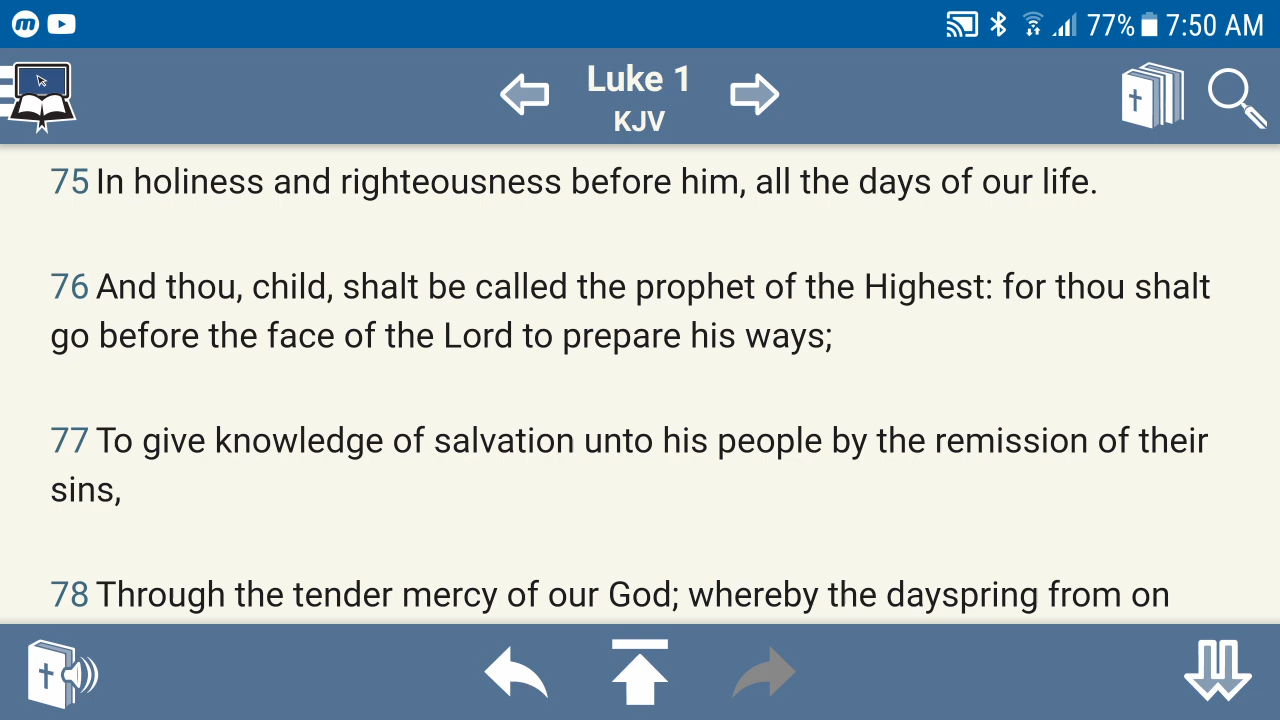 77% 7:50 AM
Luke 1
KJV
75 In holiness and righteousness before him, all the days of our life.
76 And thou, child, shalt be called the prophet of the Highest: for thou shalt
go before the face of the Lord to prepare his ways;
77 To give knowledge of salvation unto his people by the remission of their
sins,
78 Through the tender mercy of our God; whereby the dayspring from on